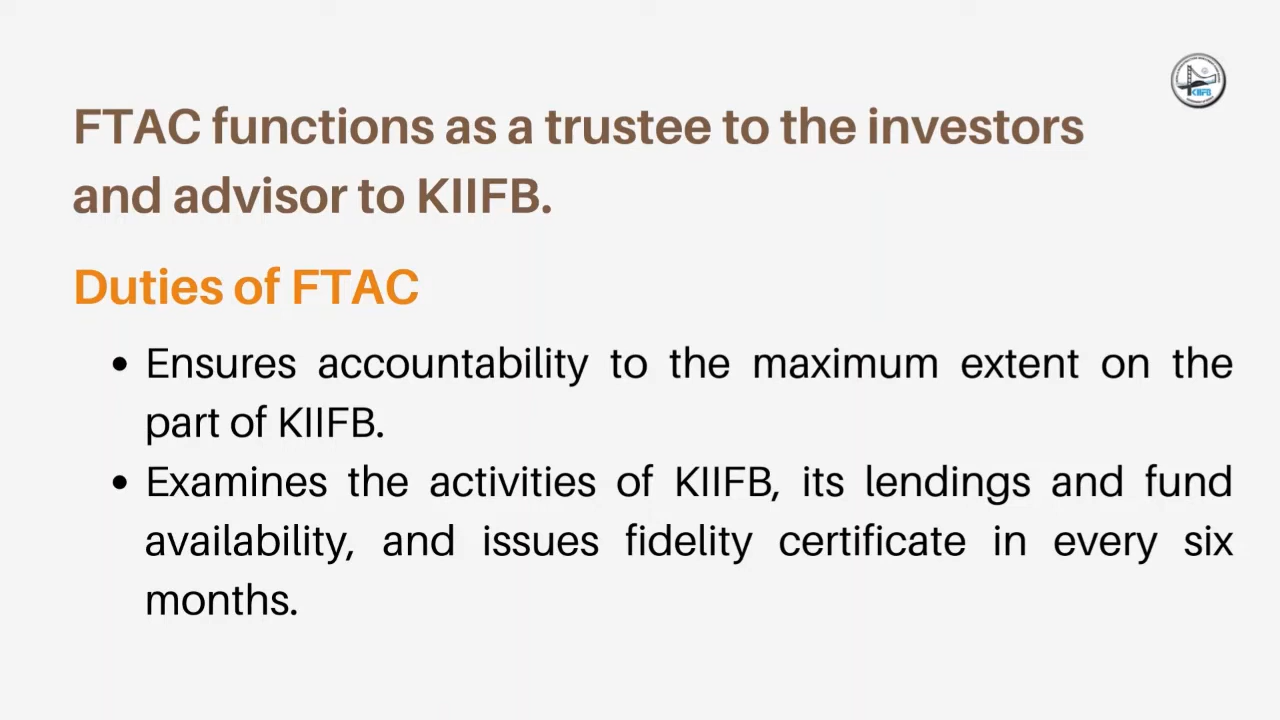 KIIFB
FTAC functions as a trustee to the investors
and advisor to KIIFB.
Duties of FTAC
• Ensures accountability to the maximum extent on the
part of KIIFB.
• Examines the activities of KIIFB, its lendings and fund
availability, and issues fidelity certificate in every six
months.